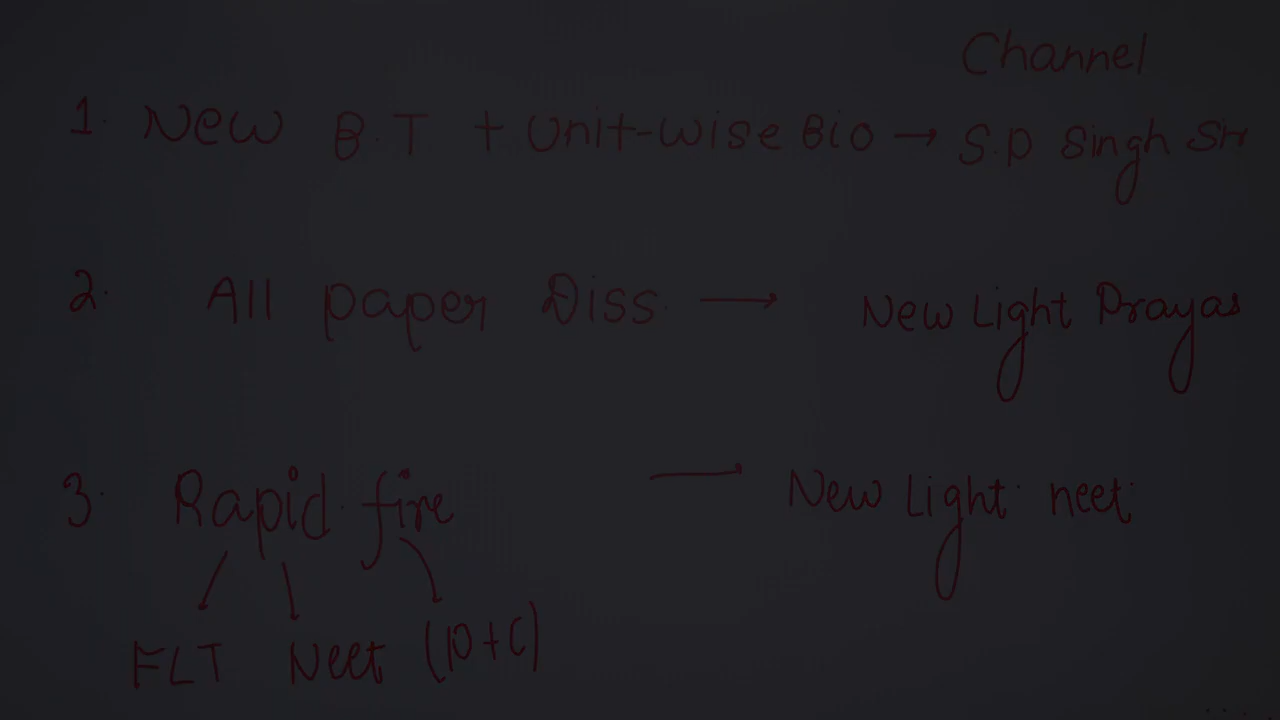 Channel
1. New B.T. + Unit-wise Bio → S.P Singh Sir
2. All paper Diss. → New Light Prayas
3. Rapid fire → New Light neet
FLT Neet (P+C)